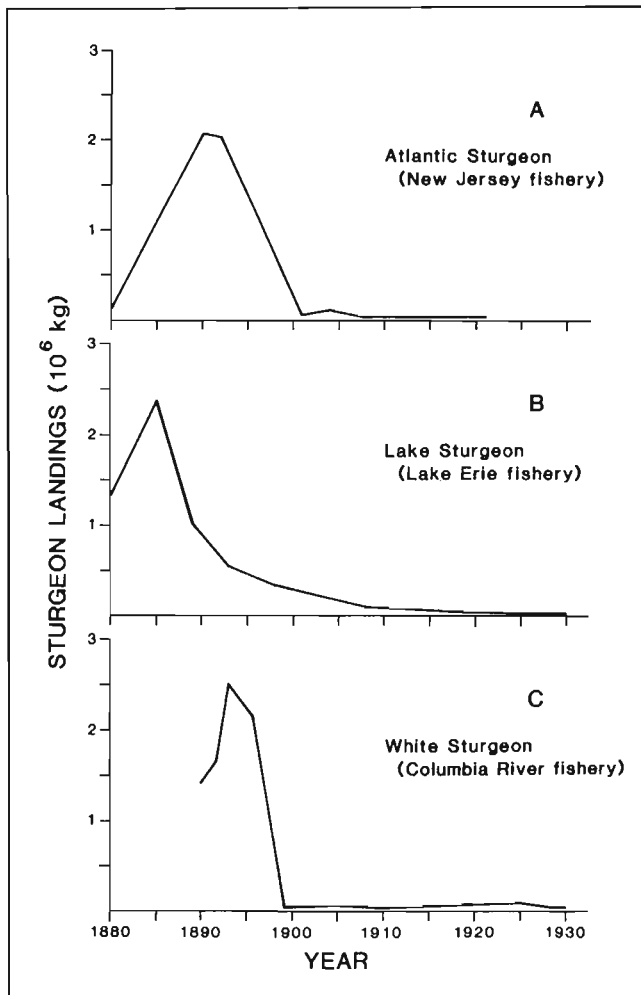 STURGEON LANDINGS (10⁶ kg)
3
2
1
A
Atlantic Sturgeon
(New Jersey fishery)
3
2
1
B
Lake Sturgeon
(Lake Erie fishery)
3
2
1
C
White Sturgeon
(Columbia River fishery)
1880 1890 1900 1910 1920 1930
YEAR